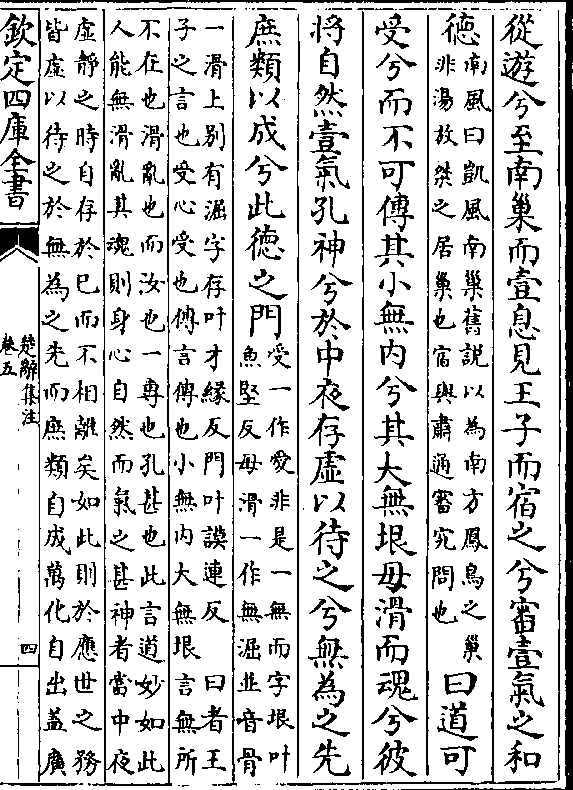 從遊兮至南巢而壹息見王子而宿之兮審壹氣之和
德南風曰凱風南巢舊說以為南方鳳鳥之巢
非湯放桀之居巢也宿與肅通審究問也
曰道可
受兮而不可傳其小無內兮其大無垠毋滑而魂兮彼
將自然壹氣孔神兮於中夜存虛以待之兮無為之先
庶類以成兮此德之門受一作愛非是一無而字垠叶
魚堅反毋滑一作無淈並音骨
一滑上别有淈字存叶才緣反門叶謨連反　曰者王
子之言也受心受也傳言傳也小無内大無垠言無所
不在也滑亂也而汝也一專也孔甚也此言道妙如此
人能無滑亂其魂則身心自然而氣之甚神者當中夜
虛靜之時自存於已而不相離矣如此則於應世之務
皆虛以待之於無為之先而庶類自成萬化自出蓋廣
欽定四庫全書
楚辭集注
卷五
四